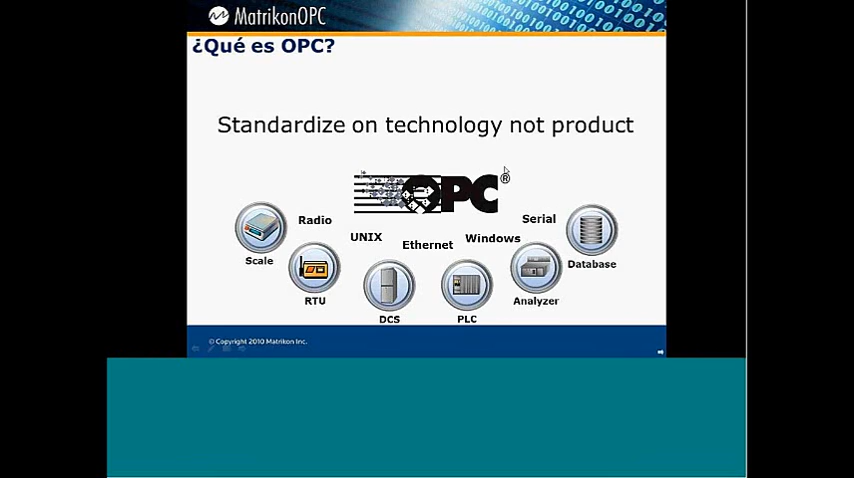 MatrikonOPC
¿Qué es OPC?
Standardize on technology not product
OPC®
Radio
Serial
UNIX
Ethernet
Windows
Scale
RTU
DCS
PLC
Analyzer
Database
© Copyright 2010 Matrikon Inc.